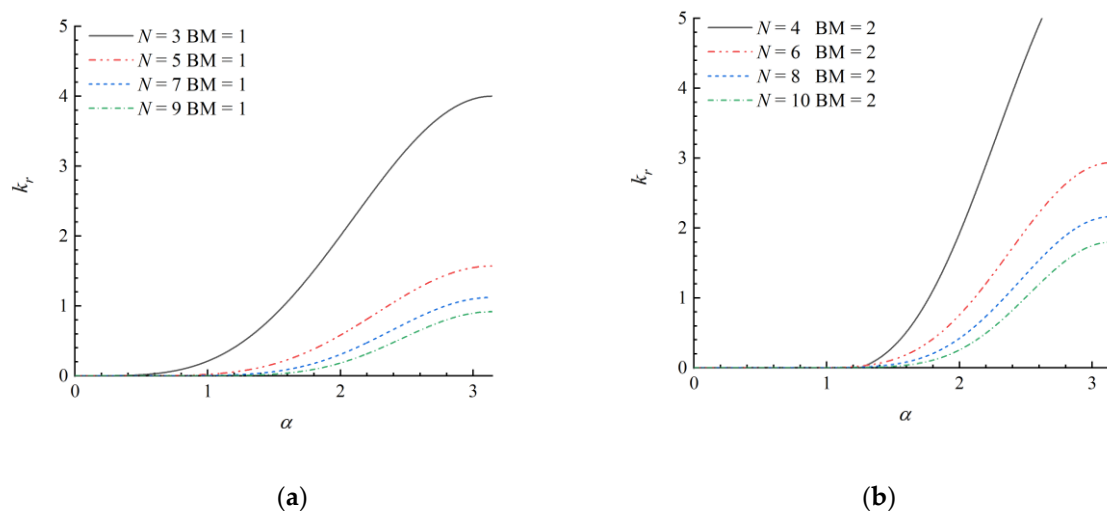 5
4
3
2
1
0
k_r
N = 3 BM = 1
N = 5 BM = 1
N = 7 BM = 1
N = 9 BM = 1
0
1
2
3
α
(a)
5
4
3
2
1
0
k_r
N = 4 BM = 2
N = 6 BM = 2
N = 8 BM = 2
N = 10 BM = 2
0
1
2
3
α
(b)